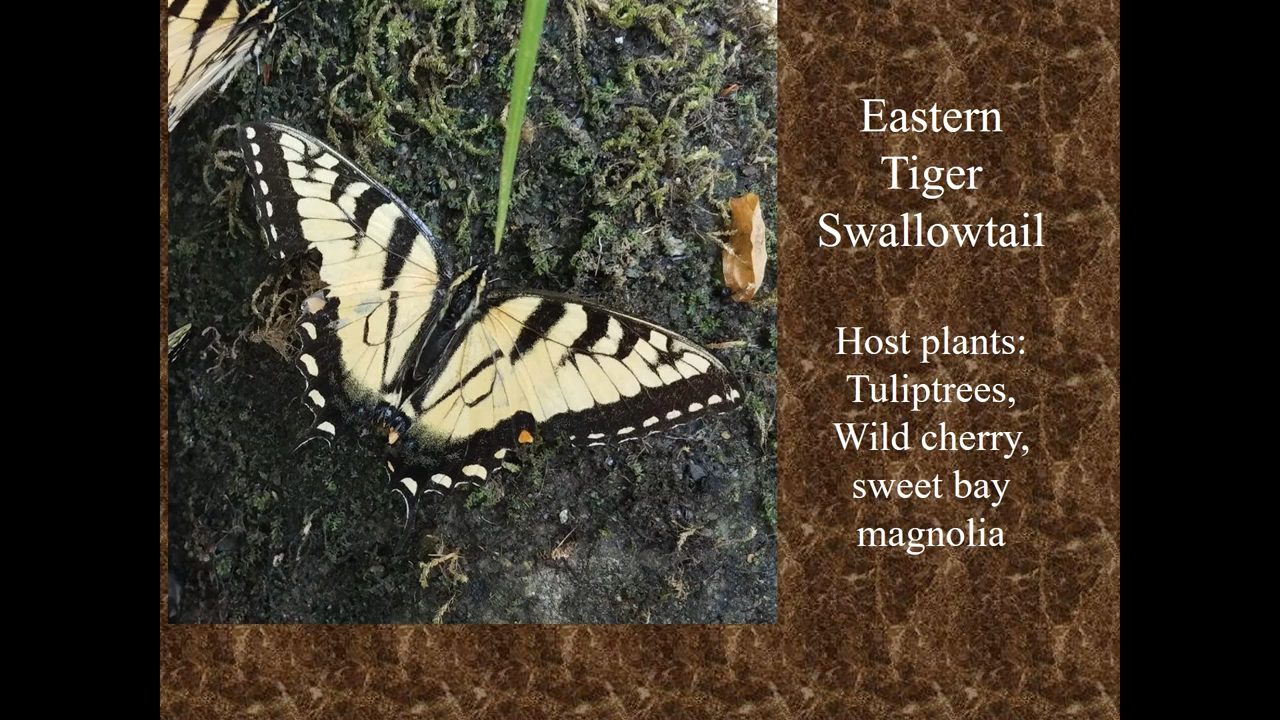 Eastern
Tiger
Swallowtail
Host plants:
Tuliptrees,
Wild cherry,
sweet bay
magnolia